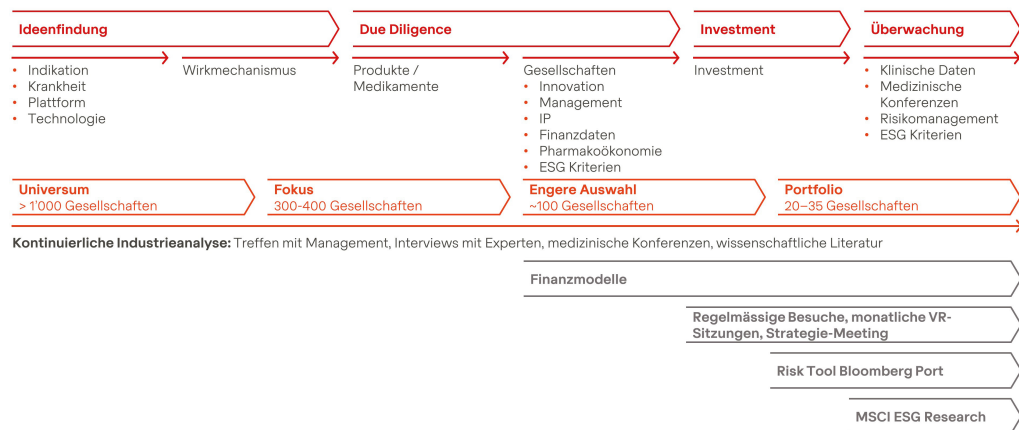 Ideenfindung
Due Diligence
Investment
Überwachung
• Indikation
• Krankheit
• Plattform
• Technologie
Wirkmechanismus
Produkte /
Medikamente
Gesellschaften
• Innovation
• Management
• IP
• Finanzdaten
• Pharmakoökonomie
• ESG Kriterien
Investment
• Klinische Daten
• Medizinische
Konferenzen
• Risikomanagement
• ESG Kriterien
Universum
> 1'000 Gesellschaften
Fokus
300-400 Gesellschaften
Engere Auswahl
~100 Gesellschaften
Portfolio
20–35 Gesellschaften
Kontinuierliche Industrieanalyse: Treffen mit Management, Interviews mit Experten, medizinische Konferenzen, wissenschaftliche Literatur
Finanzmodelle
Regelmässige Besuche, monatliche VR-
Sitzungen, Strategie-Meeting
Risk Tool Bloomberg Port
MSCI ESG Research